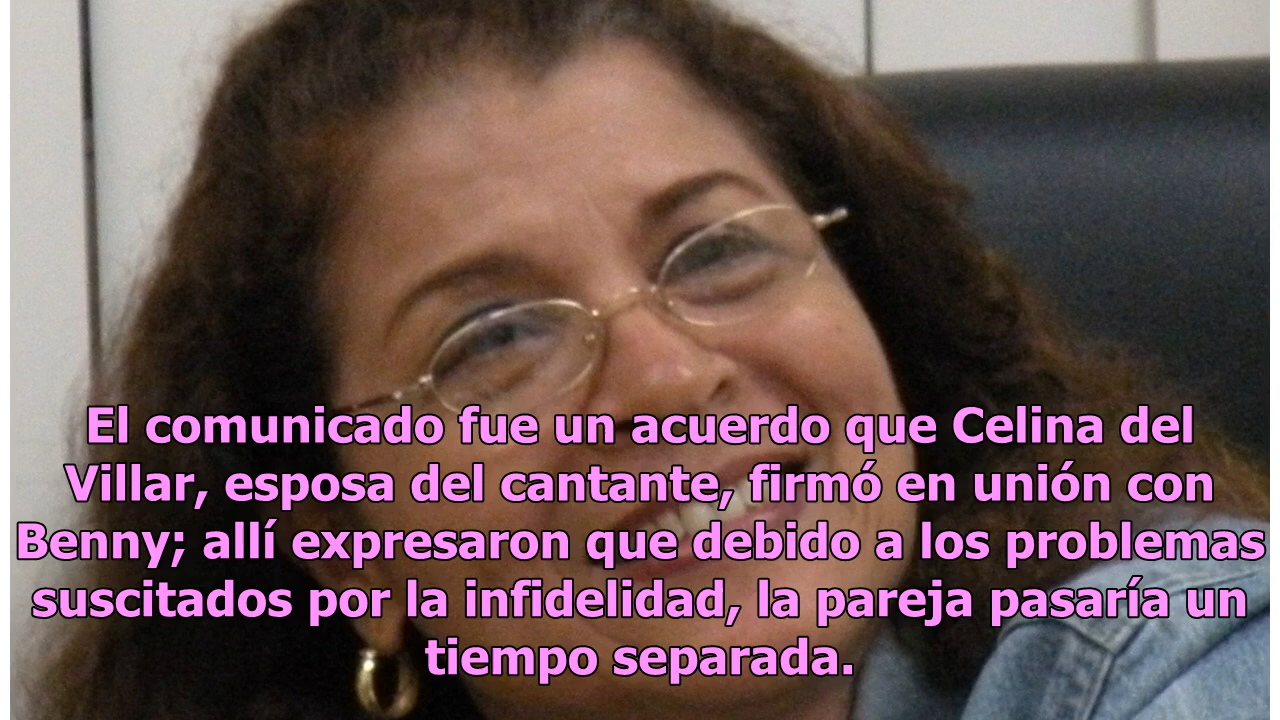 El comunicado fue un acuerdo que Celina del
Villar, esposa del cantante, firmó en unión con
Benny; allí expresaron que debido a los problemas
suscitados por la infidelidad, la pareja pasaría un
tiempo separada.